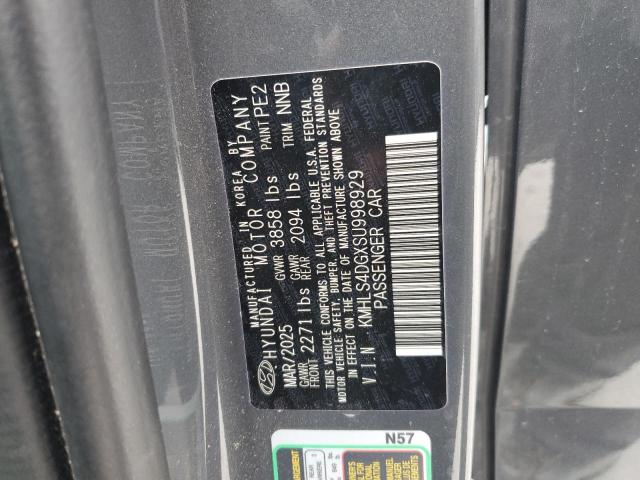 MANUFACTURED IN KOREA BY
HYUNDAI MOTOR COMPANY
MAR/2025 GVWR 3858 lbs PAINT PE2
GAWR FRONT 2271 lbs GAWR REAR 2094 lbs TRIM NNB
THIS VEHICLE CONFORMS TO ALL APPLICABLE U.S.A. FEDERAL
MOTOR VEHICLE SAFETY, BUMPER, AND THEFT PREVENTION STANDARDS
IN EFFECT ON THE DATE OF MANUFACTURE SHOWN ABOVE.
V I N KMHLS4DGXSU998929
PASSENGER CAR
N57